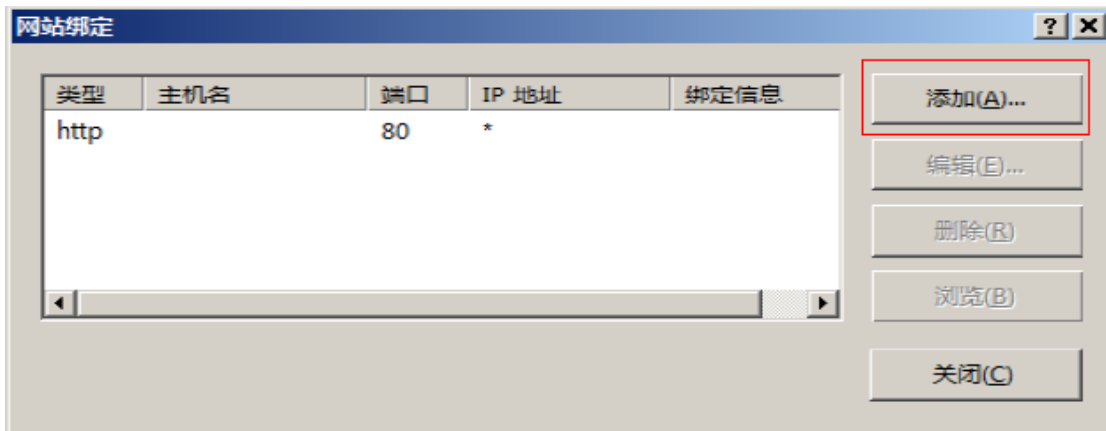 网站绑定
类型 主机名 端口 IP 地址 绑定信息
http 80 *
添加(A)...
编辑(E)...
删除(R)
浏览(B)
关闭(C)